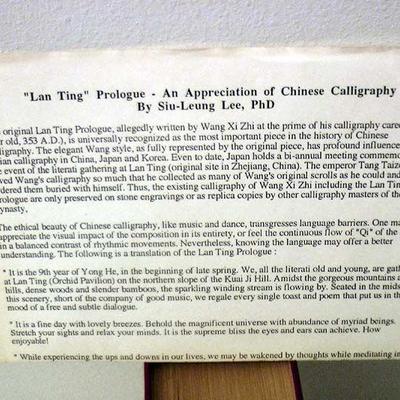 "Lan Ting" Prologue - An Appreciation of Chinese Calligraphy
By Siu-Leung Lee, PhD
original Lan Ting Prologue, allegedly written by Wang Xi Zhi at the prime of his calligraphy
r old, 353 A.D.), is universally recognized as the most important piece in the history of Chinese
ligraphy. The elegant Wang style, as fully represented by the original piece, has profound influence
ian calligraphy in China, Japan and Korea. Even to date, Japan holds a bi-annual meeting
e event of the literati gathering at Lan Ting (original site in Zhejiang, China). The emperor Tang
ved Wang's calligraphy so much that he collected as many of Wang's original scrolls as he could and
dered them buried with himself. Thus, the existing calligraphy of Wang Xi Zhi including the Lan
ologue are only preserved on stone engravings or as replica copies by other calligraphy masters of the
ynasty.
The ethical beauty of Chinese calligraphy, like music and dance, transgresses language barriers. One
appreciate the visual impact of the composition in its entirety, or feel the continuous flow of "Qi" of the
in a balanced contrast of rhythmic movements. Nevertheless, knowing the language may offer a better
understanding. The following is a translation of the Lan Ting Prologue :
* It is the 9th year of Yong He, in the beginning of late spring. We, all the literati old and young, are
at Lan Ting (Orchid Pavilion) on the northern slope of the Kuai Ji Hill. Amidst the gorgeous mountains
hills, dense woods and slender bamboos, the sparkling winding stream is flowing by. Seated in the
this scenery, short of the company of good music, we regale every single toast and poem that put us in the
mood of a free and subtle dialogue.
* It is a fine day with lovely breezes. Behold the magnificent universe with abundance of myriad beings.
Stretch your sights and relax your minds. It is the supreme bliss the eyes and ears can achieve. How
enjoyable!
* While experiencing the ups and downs in our lives, we may be wakened by thoughts while meditating